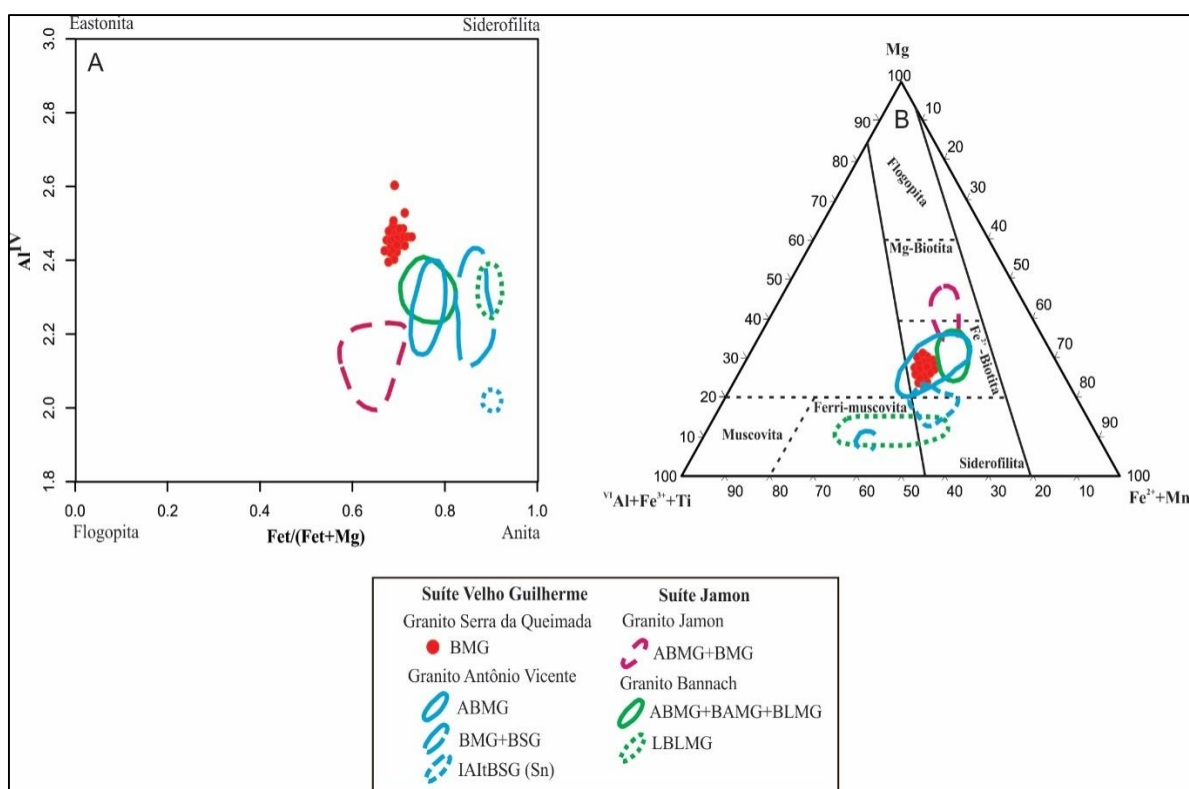 Eastonita
Siderofilita
A
3.0
2.8
2.6
2.4
2.2
2.0
1.8
Al^IV
0.0
0.2
0.4
0.6
0.8
1.0
Flogopita
Fet/(Fet+Mg)
Anita
Mg
100
B
90
80
70
60
50
40
30
20
10
10
20
30
40
50
60
70
80
90
Flogopita
Mg-Biotita
Fe²⁺-Biotita
Ferri-muscovita
Muscovita
Siderofilita
100
90
80
70
60
50
40
30
20
10
100
ⱽᴵAl+Fe³⁺+Ti
Fe²⁺+Mn
Suíte Velho Guilherme
Granito Serra da Queimada
BMG
Granito Antônio Vicente
ABMG
BMG+BSG
IAItBSG (Sn)
Suíte Jamon
Granito Jamon
ABMG+BMG
Granito Bannach
ABMG+BAMG+BLMG
LBLMG